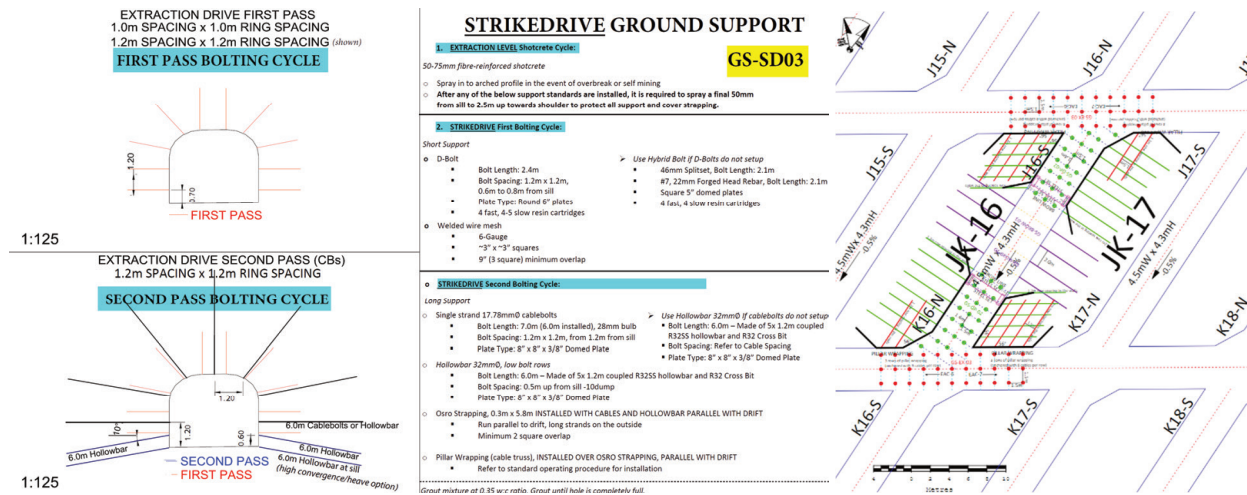 EXTRACTION DRIVE FIRST PASS
1.0m SPACING x 1.0m RING SPACING
1.2m SPACING x 1.2m RING SPACING (shown)
FIRST PASS BOLTING CYCLE
1.20
0.70
FIRST PASS
1:125
EXTRACTION DRIVE SECOND PASS (CBs)
1.2m SPACING x 1.2m RING SPACING
SECOND PASS BOLTING CYCLE
1.20
10°
1.20
0.60
6.0m Cablebolts or Hollowbar
6.0m Hollowbar
6.0m Hollowbar
6.0m Hollowbar at sill
(high convergence/heave option)
SECOND PASS
FIRST PASS
1:125
STRIKEDRIVE GROUND SUPPORT
1. EXTRACTION LEVEL Shotcrete Cycle:
GS-SD03
50-75mm fibre-reinforced shotcrete
○ Spray in to arched profile in the event of overbreak or self mining
○ After any of the below support standards are installed, it is required to spray a final 50mm
from sill to 2.5m up towards shoulder to protect all support and cover strapping.
2. STRIKEDRIVE First Bolting Cycle:
Short Support
o D-Bolt
▪ Bolt Length: 2.4m
▪ Bolt Spacing: 1.2m x 1.2m,
0.6m to 0.8m from sill
▪ Plate Type: Round 6" plates
▪ 4 fast, 4-5 slow resin cartridges
o Welded wire mesh
▪ 6-Gauge
▪ ~3" x ~3" squares
▪ 9" (3 square) minimum overlap
➢ Use Hybrid Bolt if D-Bolts do not setup
▪ 46mm Splitset, Bolt Length: 2.1m
▪ #7, 22mm Forged Head Rebar, Bolt Length: 2.1m
▪ Square 5" domed plates
▪ 4 fast, 4 slow resin cartridges
o STRIKEDRIVE Second Bolting Cycle:
Long Support
○ Single strand 17.78mm∅ cablebolts
▪ Bolt Length: 7.0m (6.0m installed), 28mm bulb
▪ Bolt Spacing: 1.2m x 1.2m, from 1.2m from sill
▪ Plate Type: 8" x 8" x 3/8" Domed Plate
➢ Use Hollowbar 32mm∅ If cablebolts do not setup
▪ Bolt Length: 6.0m – Made of 5x 1.2m coupled
R32SS hollowbar and R32 Cross Bit
▪ Bolt Spacing: Refer to Cable Spacing
▪ Plate Type: 8" x 8" x 3/8" Domed Plate
○ Hollowbar 32mm∅, low bolt rows
▪ Bolt Length: 6.0m – Made of 5x 1.2m coupled R32SS hollowbar and R32 Cross Bit
▪ Bolt Spacing: 0.5m up from sill -10dump
▪ Plate Type: 8" x 8" x 3/8" Domed Plate
○ Osro Strapping, 0.3m x 5.8m INSTALLED WITH CABLES AND HOLLOWBAR PARALLEL WITH DRIFT
▪ Run parallel to drift, long strands on the outside
▪ Minimum 2 square overlap
○ Pillar Wrapping (cable truss), INSTALLED OVER OSRO STRAPPING, PARALLEL WITH DRIFT
▪ Refer to standard operating procedure for installation
Grout mixture at 0.35 w:c ratio. Grout until hole is completely full.
J15-N
J16-N
J15-S
J16-S
J17-S
JK-16
JK-17
4.5mWx 4.3mH
-0.5%
4.5mW x 4.3mH
-0.5%
K16-N
K17-N
K18-N
K16-S
K17-S
K18-S
Metres